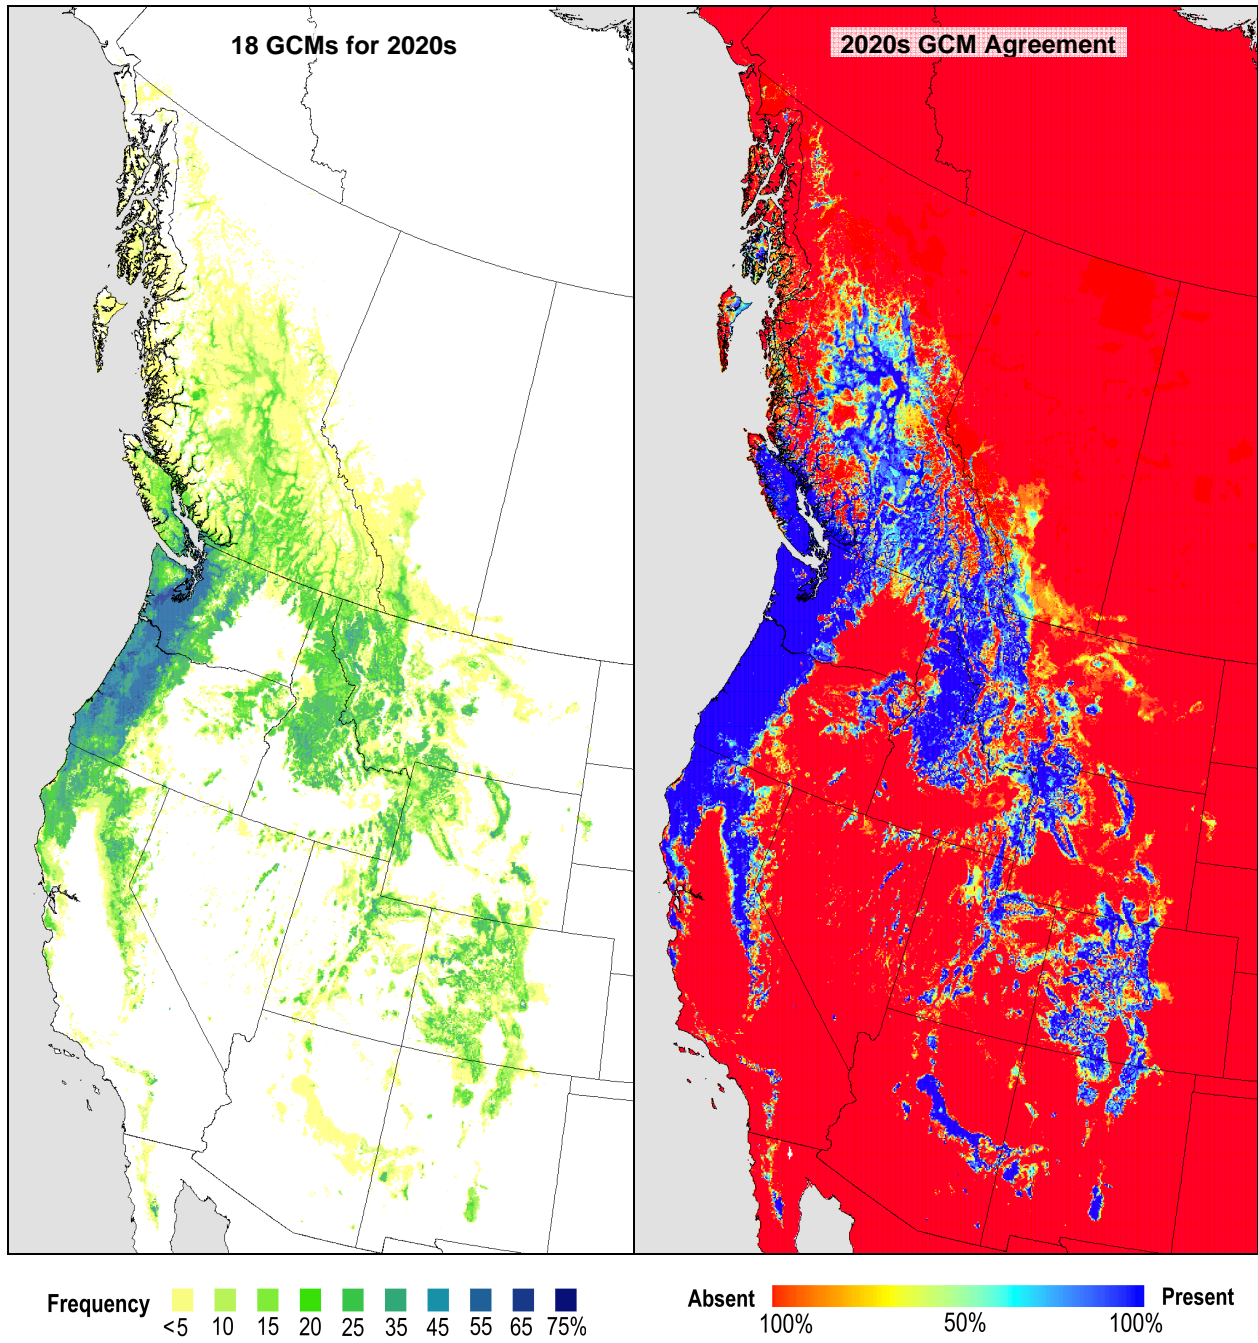 18 GCMs for 2020s
2020s GCM Agreement
Frequency
<5 10 15 20 25 35 45 55 65 75%
Absent Present
100% 50% 100%